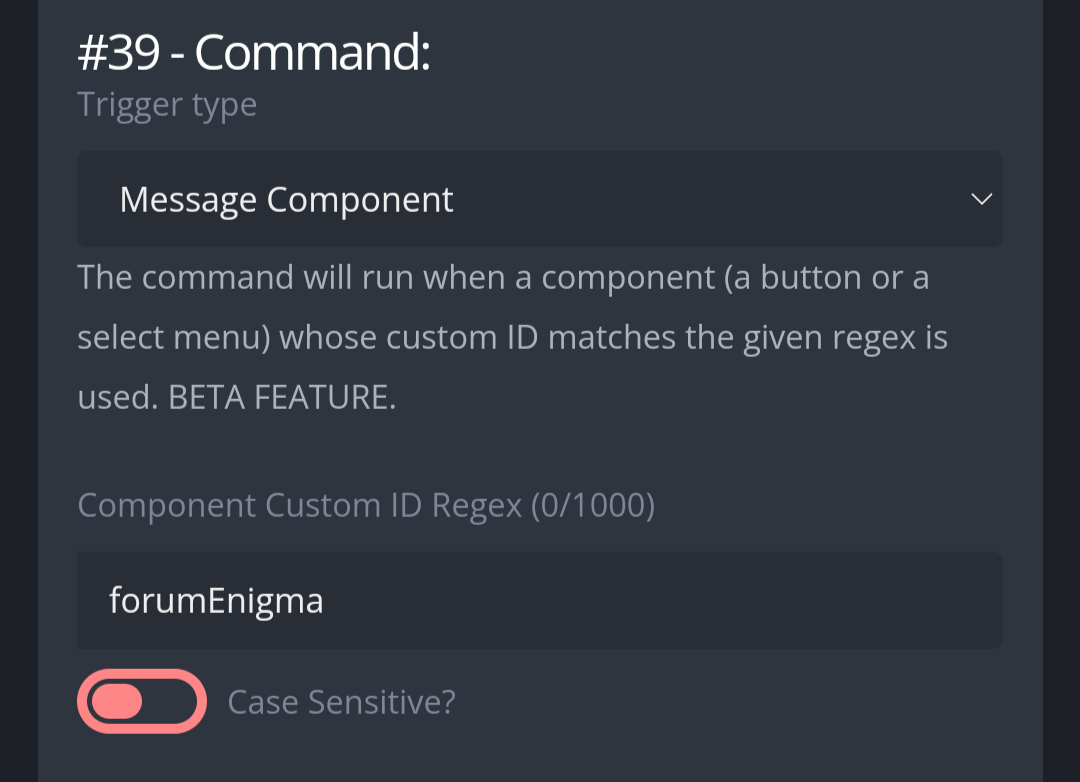 #39 - Command:
Trigger type
Message Component
The command will run when a component (a button or a
select menu) whose custom ID matches the given regex is
used. BETA FEATURE.
Component Custom ID Regex (0/1000)
forumEnigma
Case Sensitive?